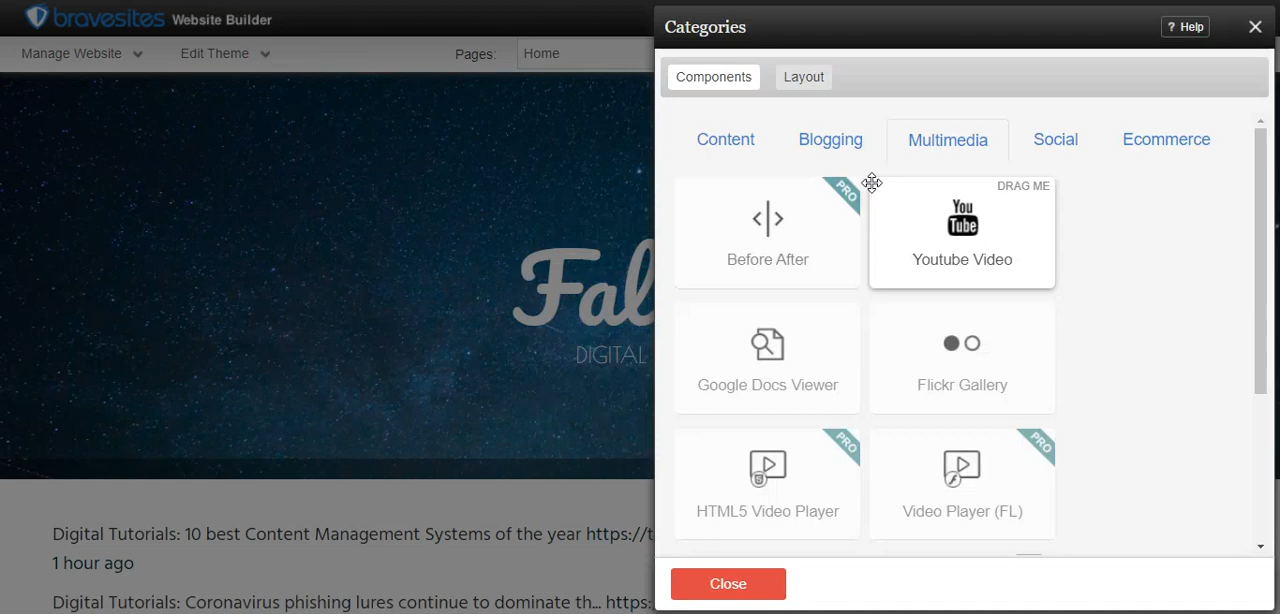 bravesites Website Builder
Manage Website
Edit Theme
Pages:
Home
Fal
DIGITAL
Digital Tutorials: 10 best Content Management Systems of the year https://t
1 hour ago
Digital Tutorials: Coronavirus phishing lures continue to dominate th... https:
Categories
? Help
Components
Layout
Content
Blogging
Multimedia
Social
Ecommerce
PRO
Before After
DRAG ME
You
Tube
Youtube Video
Google Docs Viewer
Flickr Gallery
PRO
HTML5 Video Player
PRO
Video Player (FL)
Close